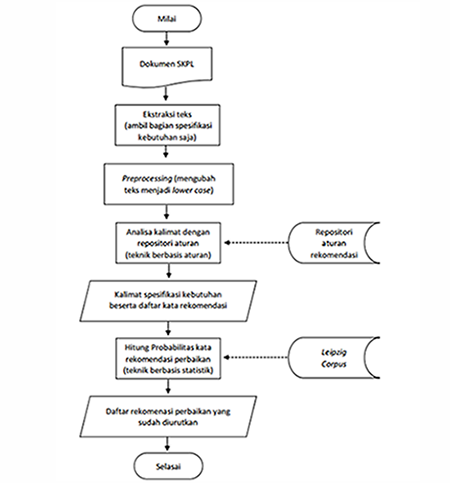 Milai
Dokumen SKPL
Ekstraksi teks
(ambil bagian spesifikasi
kebutuhan saja)
Preprocessing (mengubah
teks menjadi lower case)
Analisa kalimat dengan
repositori aturan
(teknik berbasis aturan)
Repositori
aturan
rekomendasi
Kalimat spesifikasi kebutuhan
beserta daftar kata rekomendasi
Hitung Probabilitas kata
rekomendasi perbaikan
(teknik berbasis statistik)
Leipzig
Corpus
Daftar rekomenasi perbaikan yang
sudah diurutkan
Selasai